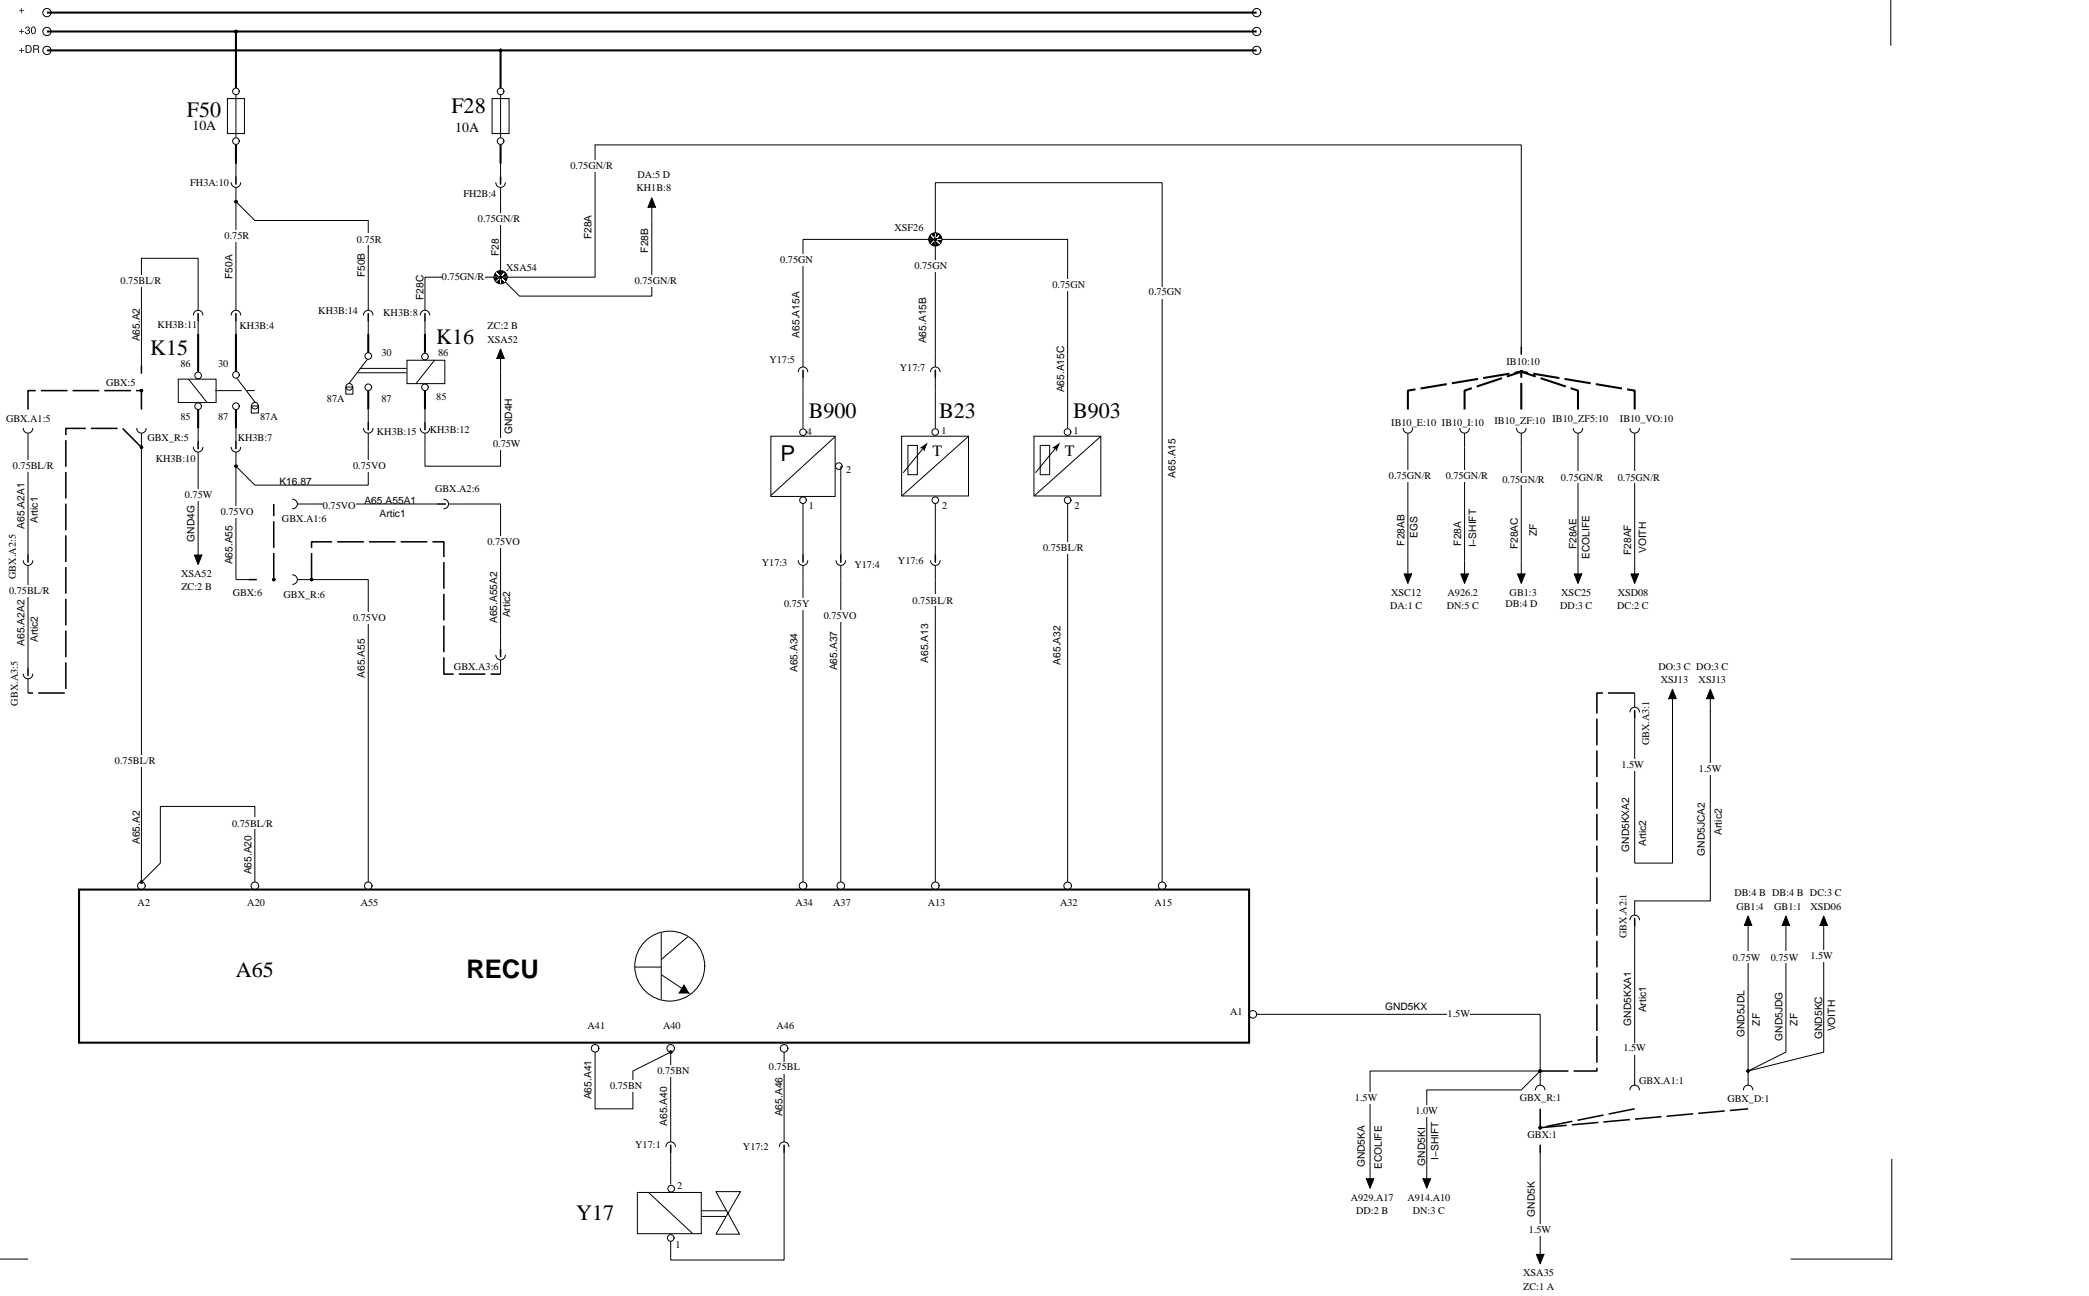 +
+30
+DR
F50
10A
F28
10A
FH3A:10
FH2B:4
0.75GN/R
F28
XSA54
0.75GN/R
F28A
DA:5 D
KH1B:8
F28B
0.75GN/R
0.75GN/R
F28C
0.75R
F50A
0.75R
F50B
0.75BL/R
A65.A2
KH3B:11
KH3B:4
KH3B:14
KH3B:8
K15
86
30
85
87
87A
K16
30
86
87A
87
85
ZC:2 B
XSA52
GND4H
0.75W
GBX:5
GBX.A1:5
GBX_R:5
KH3B:10
KH3B:7
KH3B:15
KH3B:12
0.75VO
K16.87
0.75BL/R
A65.A2A1
Artic1
GBX.A2:5
0.75BL/R
A65.A2A2
Artic2
GBX.A3:5
0.75W
GND4G
XSA52
ZC:2 B
0.75VO
A65.A55
GBX:6
GBX.A1:6
0.75VO
A65.A55A1
Artic1
GBX.A2:6
GBX_R:6
0.75VO
A65.A55A2
Artic2
GBX.A3:6
0.75VO
A65.A55
0.75BL/R
A65.A2
0.75BL/R
A65.A20
XSF26
0.75GN
A65.A15A
0.75GN
A65.A15B
0.75GN
A65.A15C
0.75GN
A65.A15
Y17:5
Y17:7
B900
4
P
2
1
B23
1
T
2
B903
1
T
2
Y17:3
Y17:4
Y17:6
0.75Y
A65.A34
0.75VO
A65.A37
0.75BL/R
A65.A13
0.75BL/R
A65.A32
IB10:10
IB10_E:10
IB10_I:10
IB10_ZF:10
IB10_ZF5:10
IB10_VO:10
0.75GN/R
0.75GN/R
0.75GN/R
0.75GN/R
0.75GN/R
F28AB
EGS
F28A
I-SHIFT
F28AC
ZF
F28AE
ECOLIFE
F28AF
VOITH
XSC12
DA:1 C
A926.2
DN:5 C
GB1:3
DB:4 D
XSC25
DD:3 C
XSD08
DC:2 C
A2
A20
A55
A34
A37
A13
A32
A15
A65
RECU
A1
A41
A40
A46
A65.A41
0.75BN
0.75BN
A65.A40
0.75BL
A65.A46
Y17:1
Y17:2
Y17
2
1
GND5KX
1.5W
DO:3 C
XSJ13
DO:3 C
XSJ13
GBX.A3:1
1.5W
GND5KXA2
Artic2
1.5W
GND5JCA2
Artic2
GBX.A2:1
GND5KXA1
Artic1
1.5W
GBX.A1:1
DB:4 B
GB1:4
DB:4 B
GB1:1
DC:3 C
XSD06
0.75W
0.75W
1.5W
GND5JDL
ZF
GND5JDG
ZF
GND5KC
VOITH
GBX_R:1
GBX_D:1
GBX:1
1.5W
GND5KA
ECOLIFE
1.0W
GND5KI
I-SHIFT
A929.A17
DD:2 B
A914.A10
DN:3 C
GND5K
1.5W
XSA35
ZC:1 A